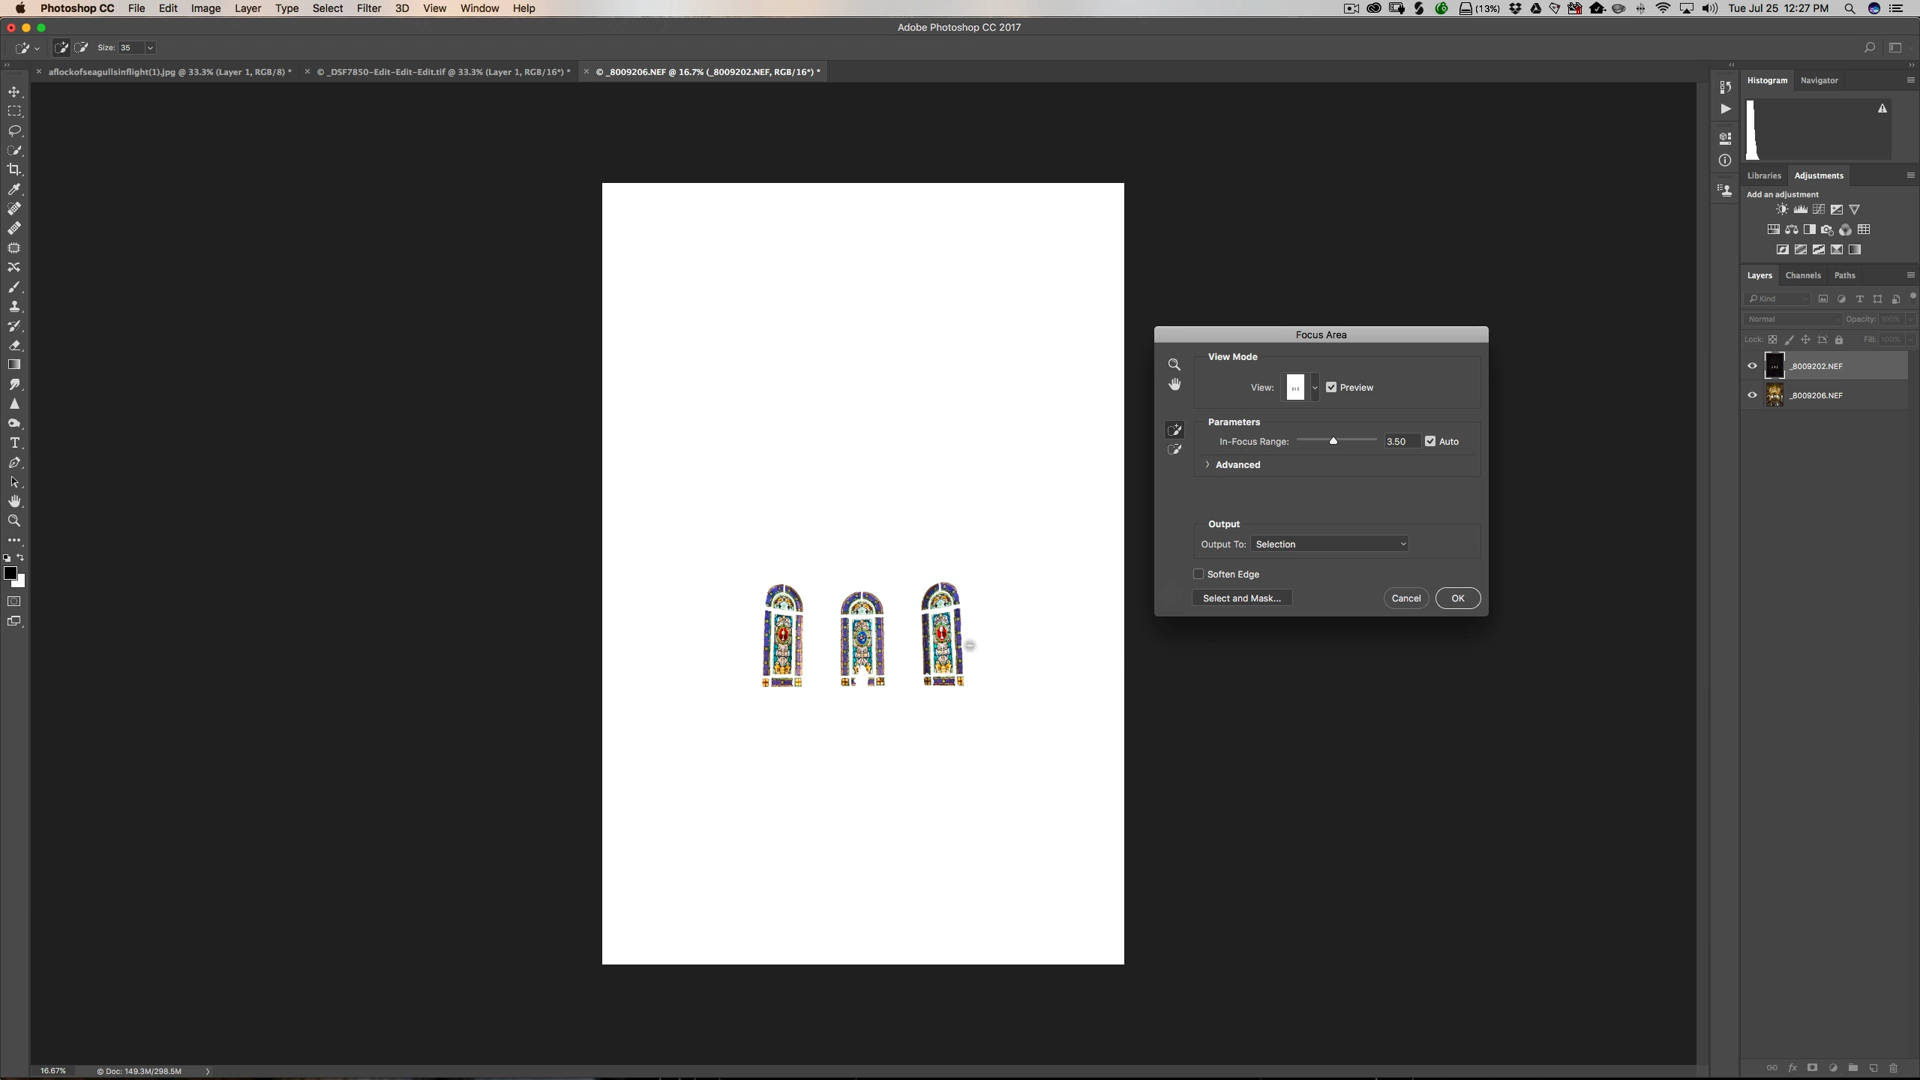 Photoshop CC File Edit Image Layer Type Select Filter 3D View Window Help (13%) Tue Jul 25 12:27 PM
Adobe Photoshop CC 2017
Size: 35
aflockofseagullsinflight(1).jpg @ 33.3% (Layer 1, RGB/8) * © _DSF7850-Edit-Edit-Edit.tif @ 33.3% (Layer 1, RGB/16*) * © _8009206.NEF @ 16.7% (_8009202.NEF, RGB/16*) *
Histogram Navigator
Libraries Adjustments
Add an adjustment
Layers Channels Paths
Kind
Normal Opacity: 100%
Lock: Fill: 100%
_8009202.NEF
_8009206.NEF
Focus Area
View Mode
View: Preview
Parameters
In-Focus Range: 3.50 Auto
Advanced
Output
Output To: Selection
Soften Edge
Select and Mask... Cancel OK
16.67% © Doc: 149.3M/298.5M